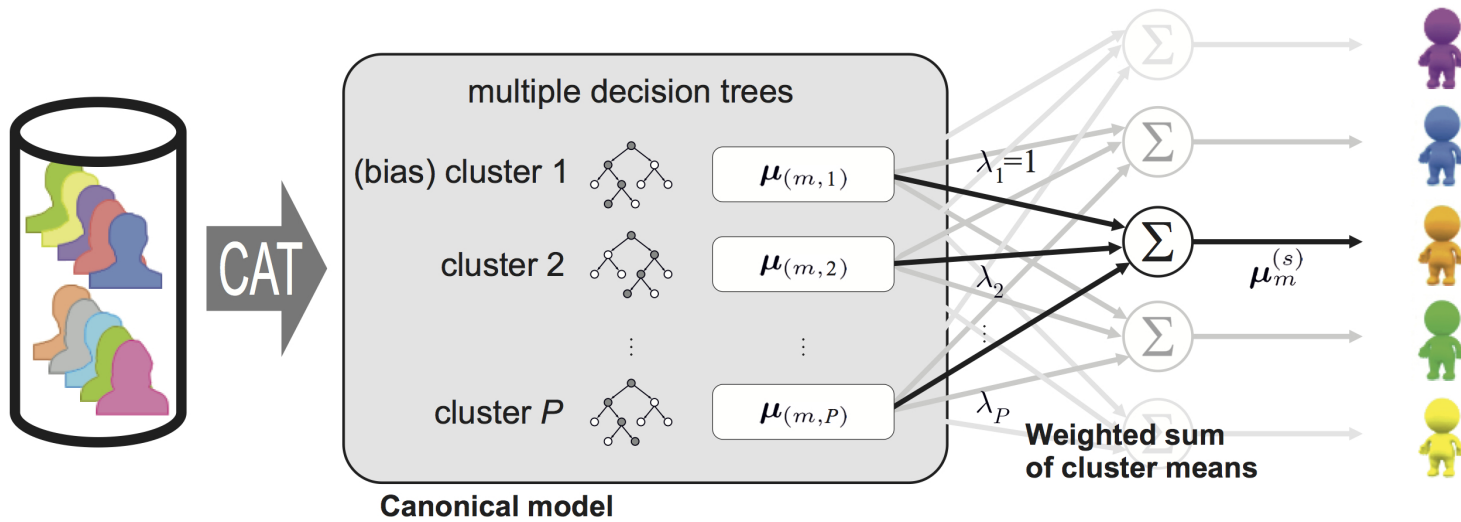 CAT
multiple decision trees
(bias) cluster 1
μ(m,1)
cluster 2
μ(m,2)
⋮ ⋮
cluster P
μ(m,P)
Canonical model
λ1=1
λ2
⋮
λP
Σ
Σ
Σ
Σ
Σ
μm(s)
Weighted sum
of cluster means